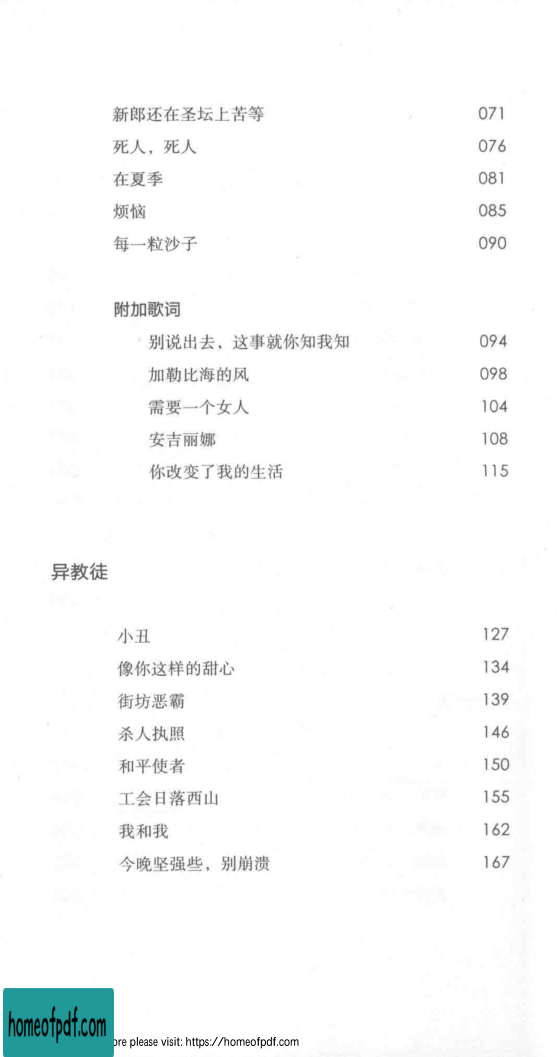 新郎还在圣坛上苦等 071
死人，死人 076
在夏季 081
烦恼 085
每一粒沙子 090
附加歌词
别说出去，这事就你知我知 094
加勒比海的风 098
需要一个女人 104
安吉丽娜 108
你改变了我的生活 115
异教徒
小丑 127
像你这样的甜心 134
街坊恶霸 139
杀人执照 146
和平使者 150
工会日落西山 155
我和我 162
今晚坚强些，别崩溃 167
homeofpdf.com
ore please visit: https://homeofpdf.com